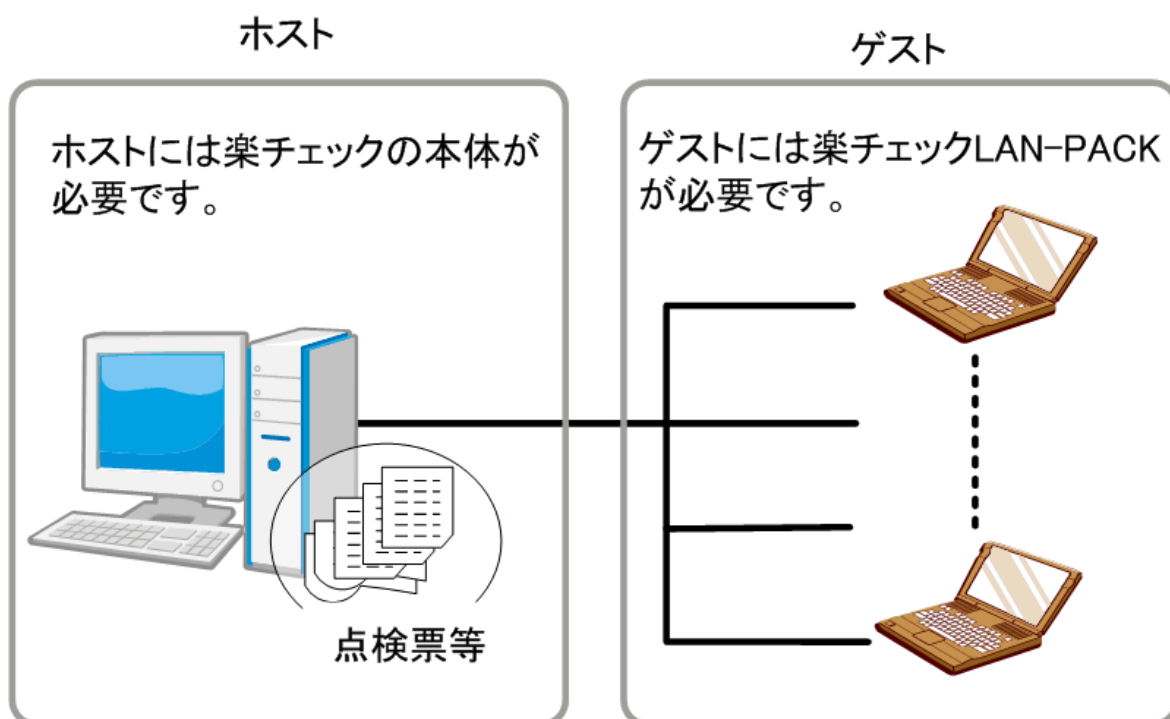 ホスト
ホストには楽チェックの本体が
必要です。
点検票等
ゲスト
ゲストには楽チェックLAN-PACK
が必要です。